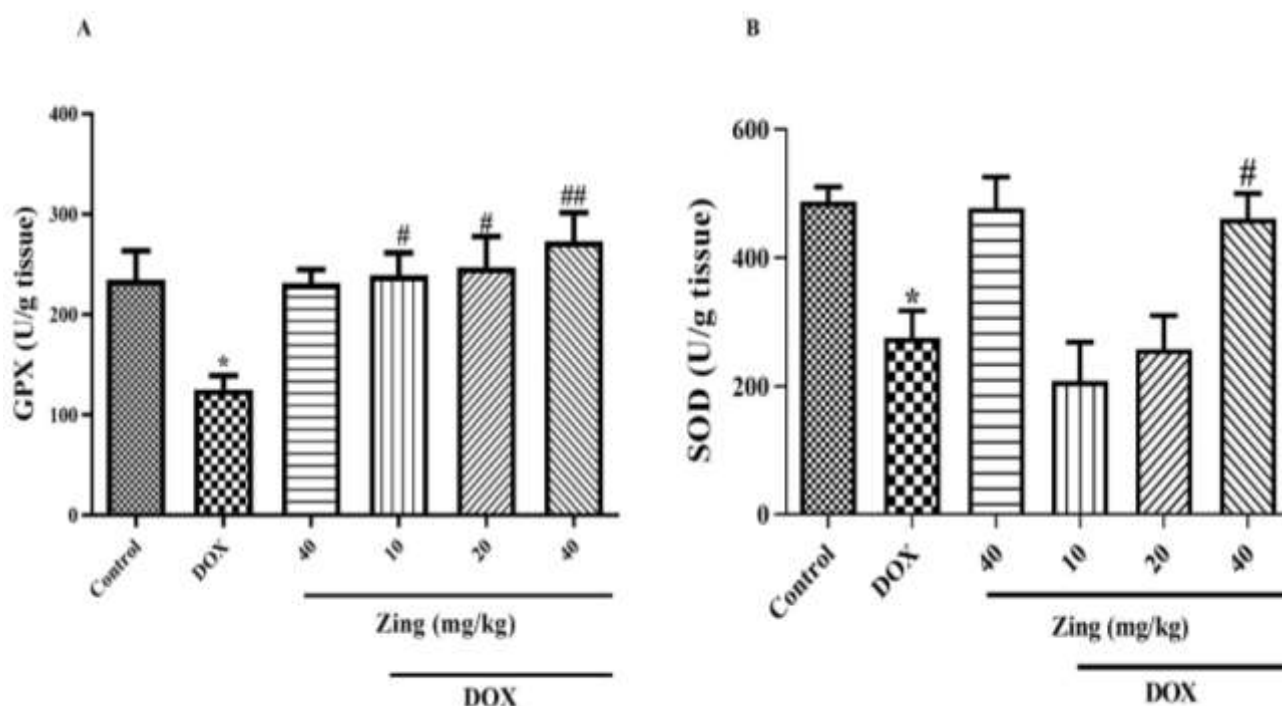 A
GPX (U/g tissue)
400
300
200
100
0
*
#
#
##
Control
DOX
40
10
20
40
Zing (mg/kg)
DOX
B
SOD (U/g tissue)
600
400
200
0
*
#
Control
DOX
40
10
20
40
Zing (mg/kg)
DOX